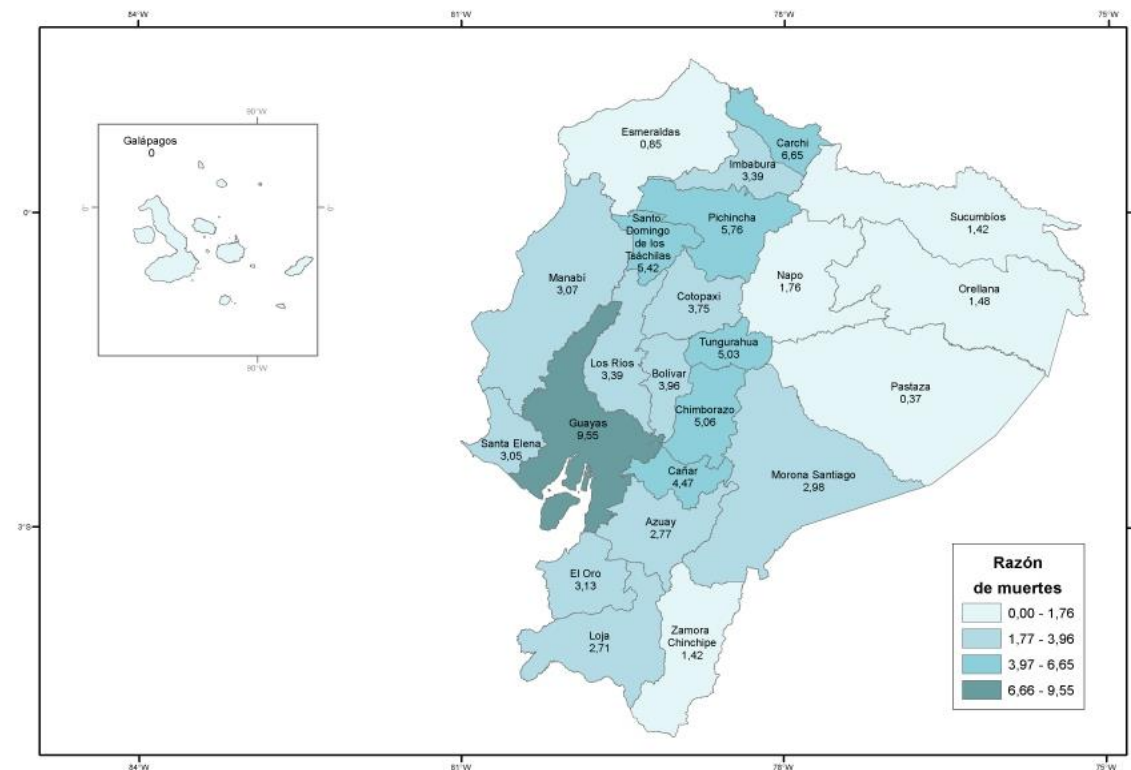 84°W
81°W
78°W
75°W
90°W
Galápagos
0
0°
0°
90°W
0°
3°S
Esmeraldas
0,85
Carchi
6,65
Imbabura
3,39
Sucumbíos
1,42
Santo
Domingo
de los
Tsáchilas
5,42
Pichincha
5,76
Napo
1,76
Orellana
1,48
Manabí
3,07
Cotopaxi
3,75
Tungurahua
5,03
Los Ríos
3,39
Bolívar
3,96
Pastaza
0,37
Chimborazo
5,06
Guayas
9,55
Santa Elena
3,05
Cañar
4,47
Morona Santiago
2,98
Azuay
2,77
El Oro
3,13
Loja
2,71
Zamora
Chinchipe
1,42
Razón
de muertes
0,00 - 1,76
1,77 - 3,96
3,97 - 6,65
6,66 - 9,55
84°W
81°W
78°W
75°W